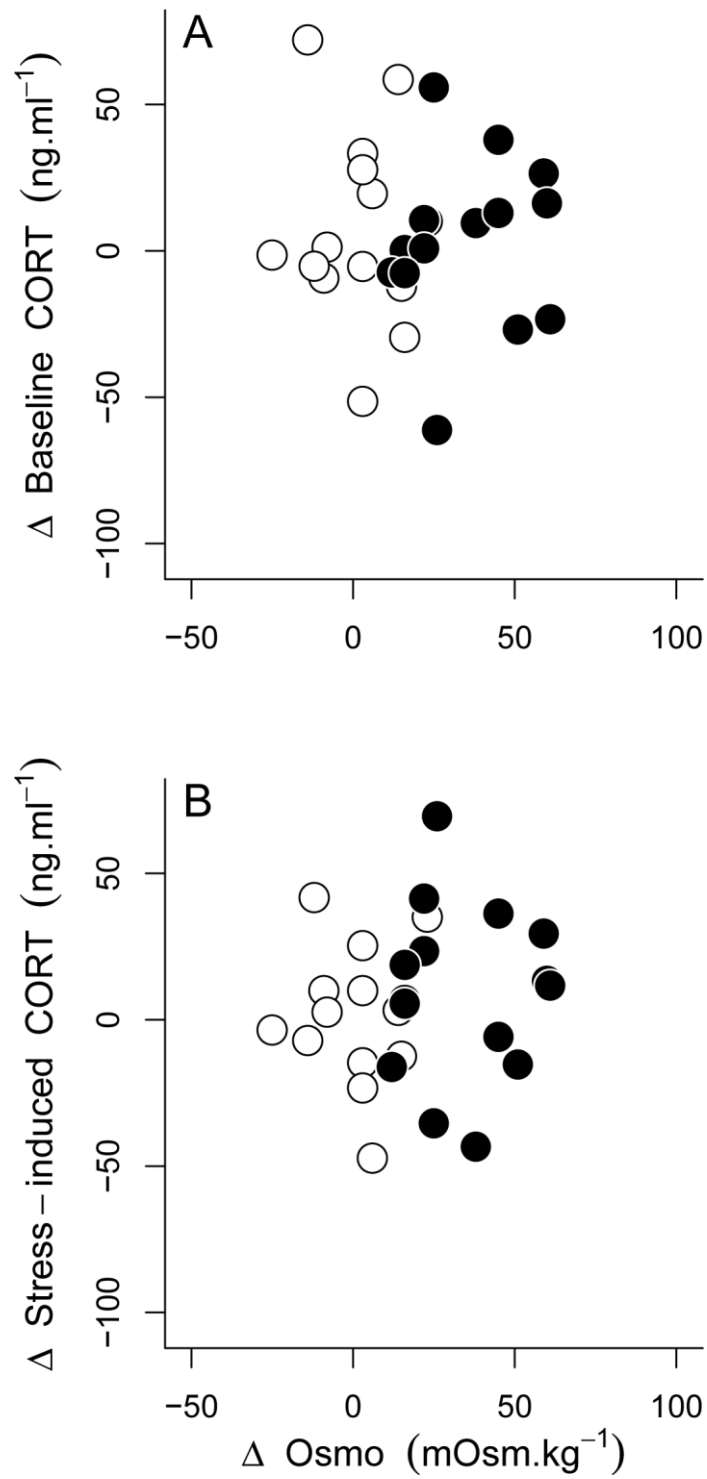 A
Δ Baseline CORT (ng.ml⁻¹)
50
0
−50
−100
−50 0 50 100
B
Δ Stress−induced CORT (ng.ml⁻¹)
50
0
−50
−100
−50 0 50 100
Δ Osmo (mOsm.kg⁻¹)